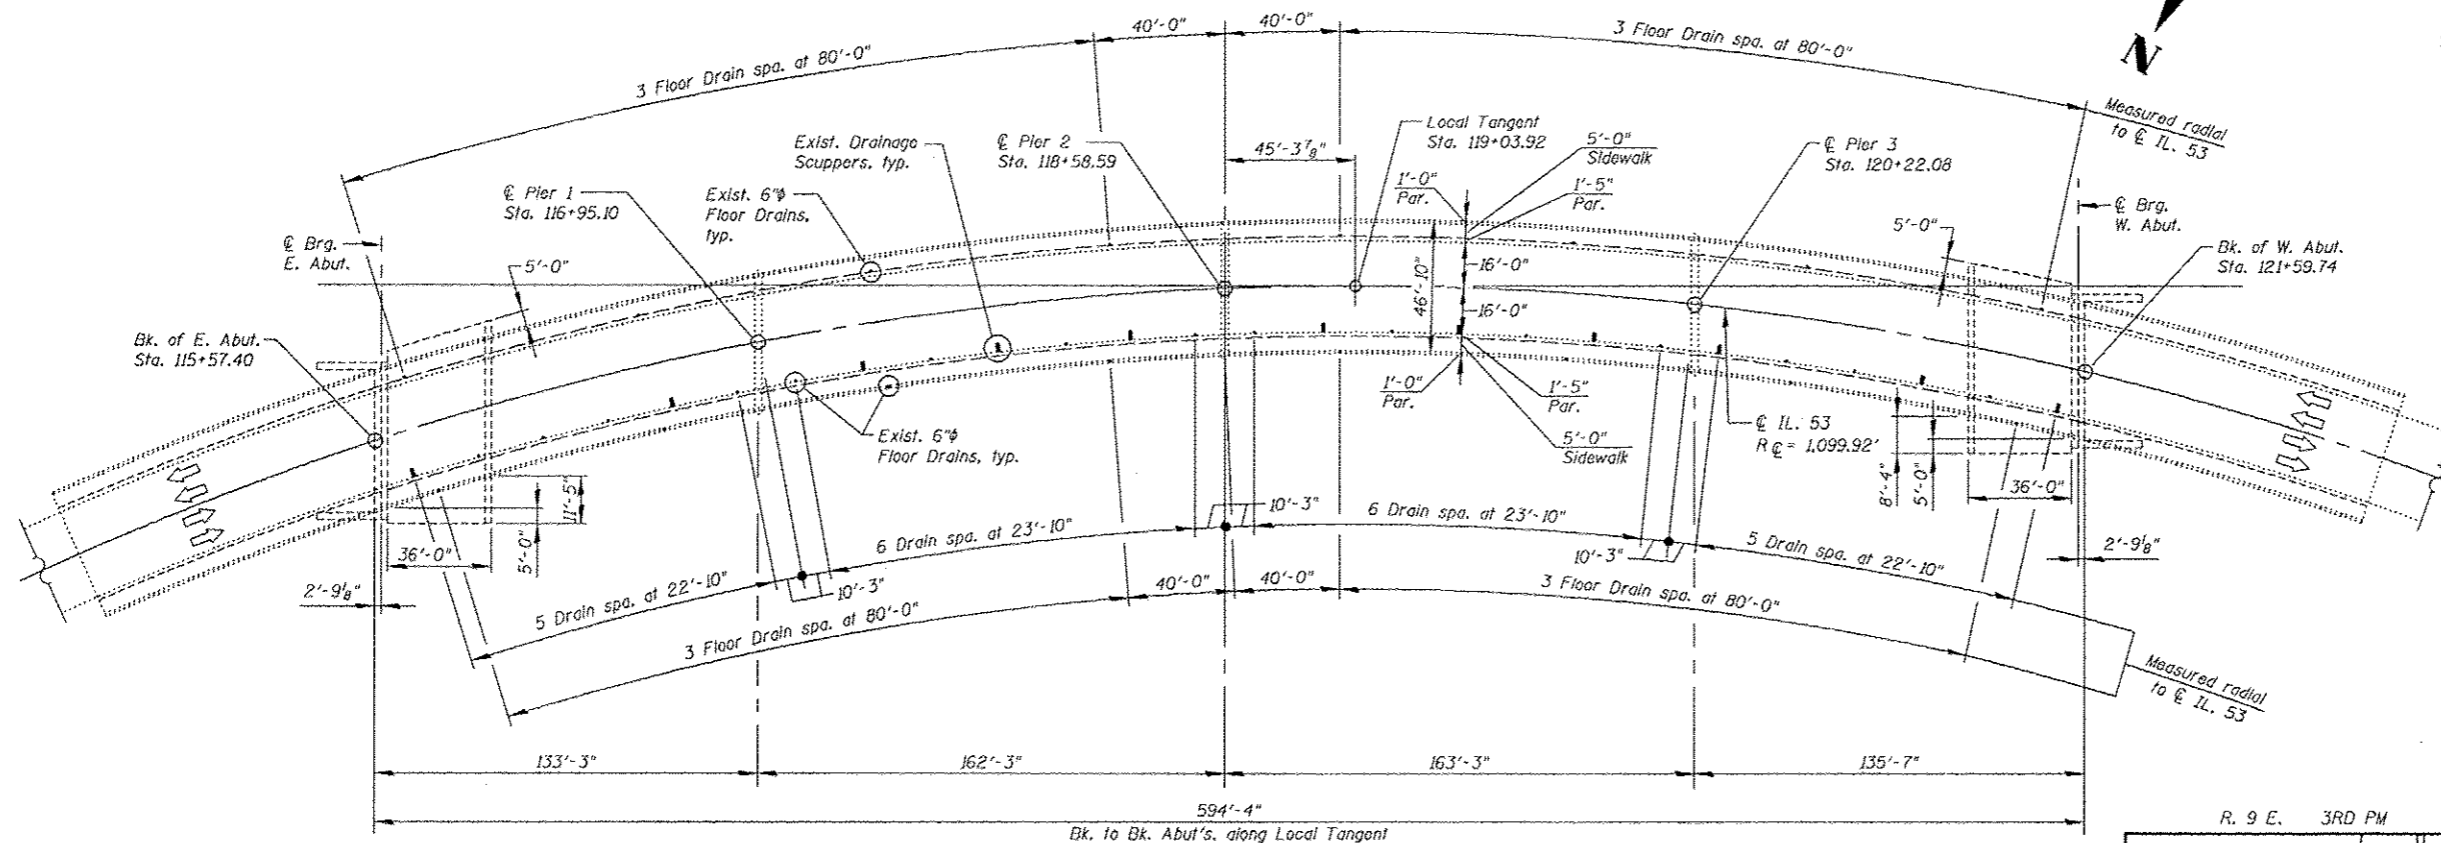 40'-0"
40'-0"
3 Floor Drain spa. at 80'-0"
3 Floor Drain spa. at 80'-0"
N
Measured radial
to ℄ IL. 53
Exist. Drainage
Scuppers, typ.
℄ Pier 2
Sta. 118+58.59
45'-3⅞"
Local Tangent
Sta. 119+03.92
5'-0"
Sidewalk
℄ Pier 3
Sta. 120+22.08
℄ Pier 1
Sta. 116+95.10
Exist. 6"ϕ
Floor Drains,
typ.
1'-0"
Par.
1'-5"
Par.
℄ Brg.
W. Abut.
5'-0"
℄ Brg.
E. Abut.
5'-0"
Bk. of W. Abut.
Sta. 121+59.74
46'-10"
16'-0"
16'-0"
Bk. of E. Abut.
Sta. 115+57.40
1'-0"
Par.
1'-5"
Par.
Exist. 6"ϕ
Floor Drains, typ.
5'-0"
Sidewalk
℄ IL. 53
R ℄ = 1,099.92'
8'-4"
5'-0"
36'-0"
11'-5"
5'-0"
36'-0"
2'-9⅛"
10'-3"
6 Drain spa. at 23'-10"
6 Drain spa. at 23'-10"
10'-3"
5 Drain spa. at 22'-10"
2'-9⅛"
5 Drain spa. at 22'-10"
10'-3"
40'-0"
40'-0"
3 Floor Drain spa. at 80'-0"
3 Floor Drain spa. at 80'-0"
Measured radial
to ℄ IL. 53
133'-3"
162'-3"
163'-3"
135'-7"
594'-4"
Bk. to Bk. Abut's. along Local Tangent
R. 9 E. 3RD PM